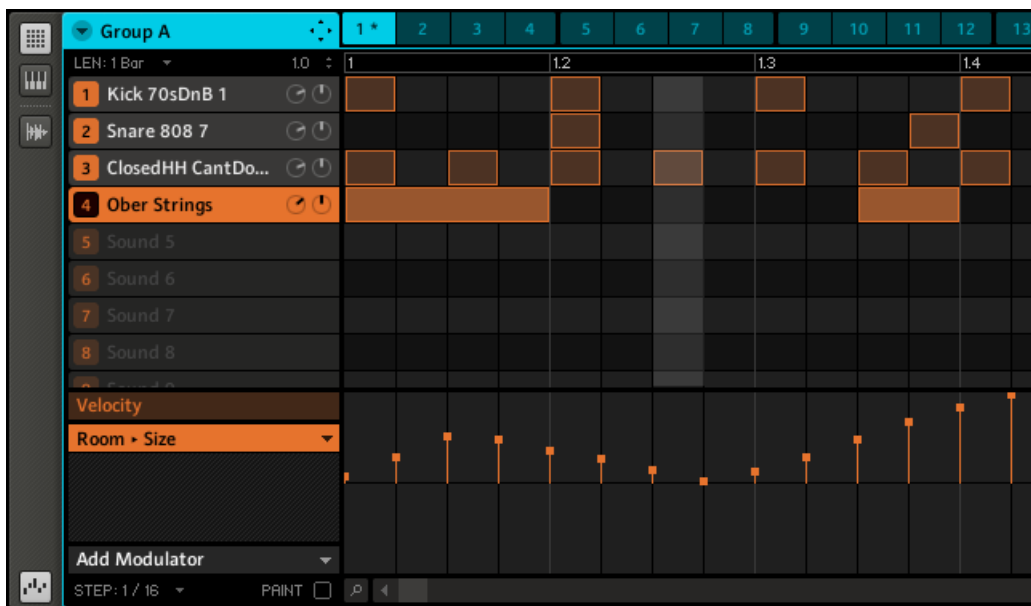 Group A 1 * 2 3 4 5 6 7 8 9 10 11 12 13
LEN: 1 Bar 1.0 1 1.2 1.3 1.4
1 Kick 70sDnB 1
2 Snare 808 7
3 ClosedHH CantDo...
4 Ober Strings
5 Sound 5
6 Sound 6
7 Sound 7
8 Sound 8
Velocity
Room ▸ Size
Add Modulator
STEP: 1 / 16 PAINT